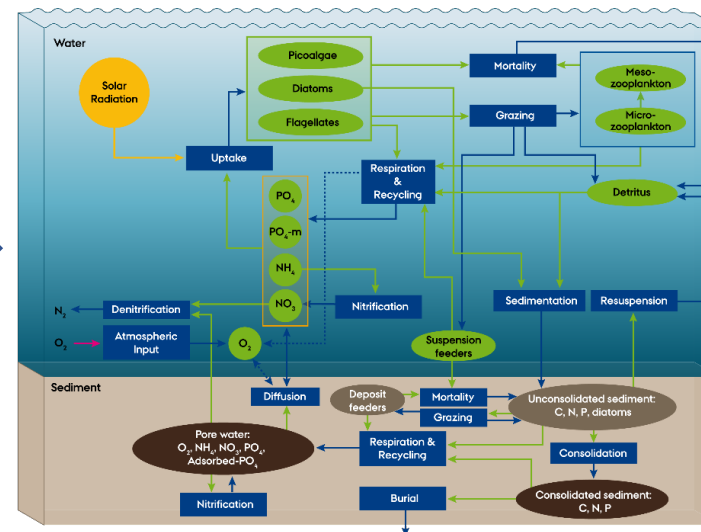 Water
Solar
Radiation
Picoalgae
Diatoms
Flagellates
Mortality
Meso-
zooplankton
Micro-
zooplankton
Grazing
Uptake
Respiration
&
Recycling
Detritus
PO₄
PO₄-m
NH₄
NO₃
N₂
Denitrification
Nitrification
Sedimentation
Resuspension
O₂
Atmospheric
Input
O₂
Suspension
feeders
Sediment
Diffusion
Deposit
feeders
Mortality
Grazing
Unconsolidated sediment:
C, N, P, diatoms
Pore water:
O₂, NH₄, NO₃, PO₄,
Adsorbed-PO₄
Respiration &
Recycling
Consolidation
Nitrification
Burial
Consolidated sediment:
C, N, P